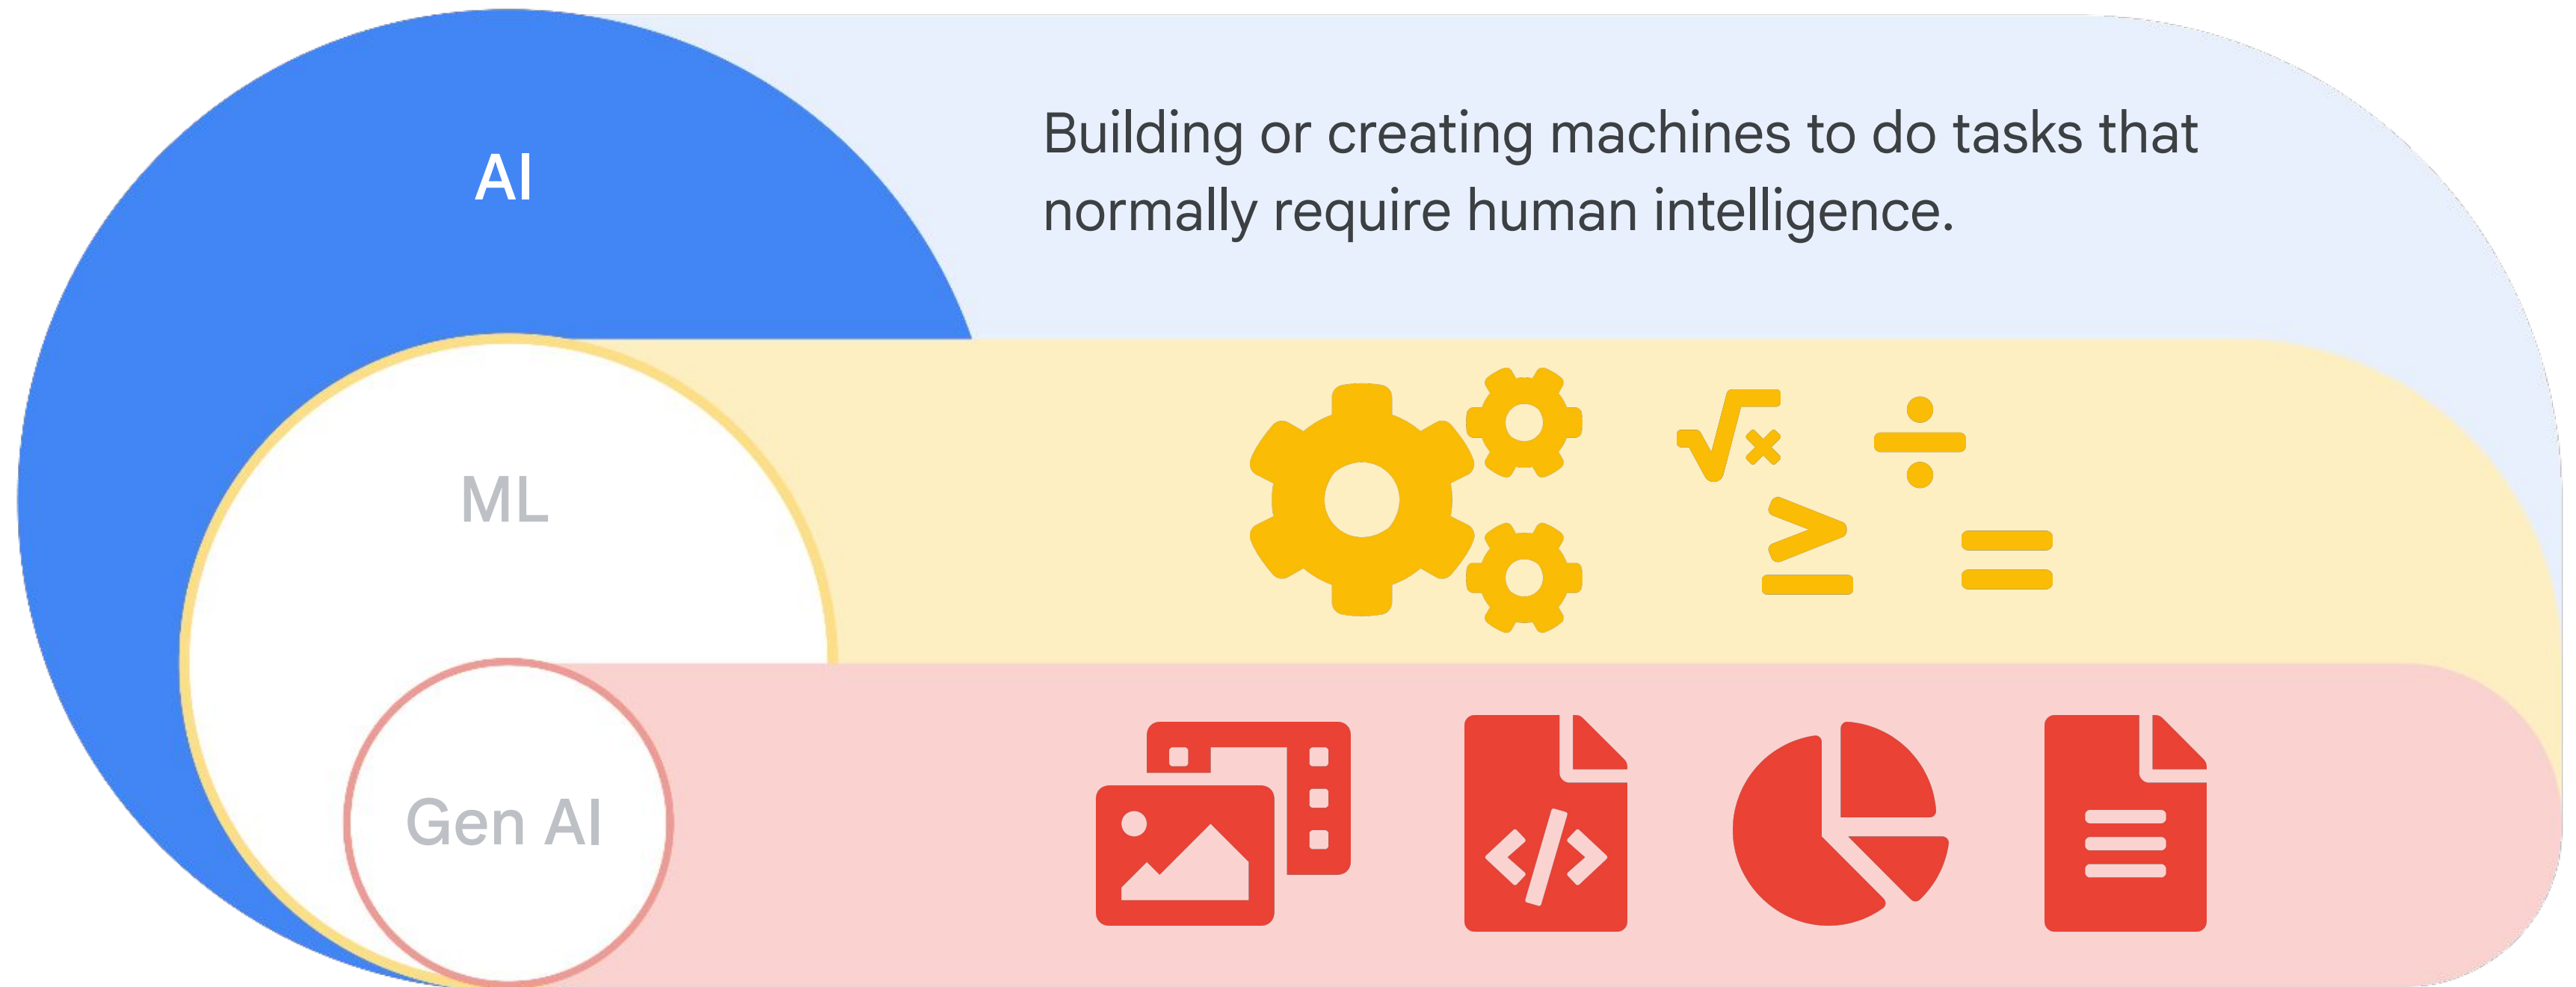 AI
Building or creating machines to do tasks that
normally require human intelligence.
ML
√x ÷
≥ =
Gen AI
</>